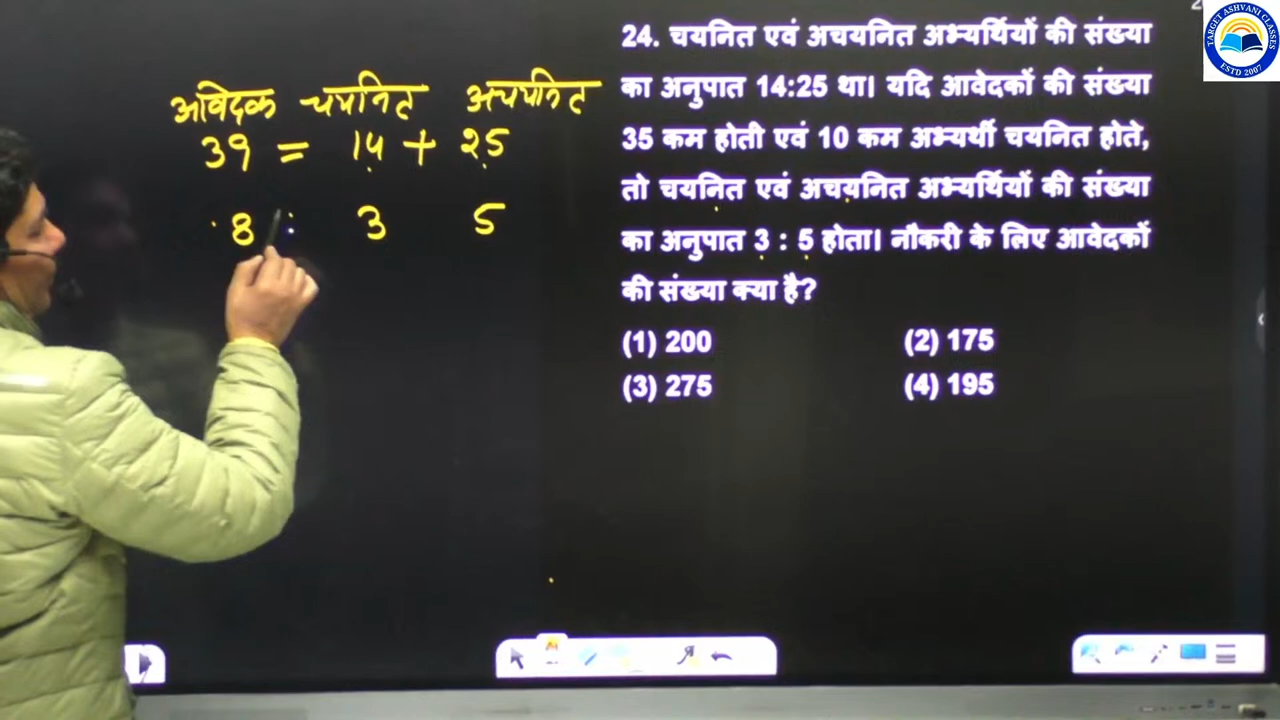 TARGET ASHVANI CLASSES
ESTD 2007
24. चयनित एवं अचयनित अभ्यर्थियों की संख्या
का अनुपात 14:25 था। यदि आवेदकों की संख्या
35 कम होती एवं 10 कम अभ्यर्थी चयनित होते,
तो चयनित एवं अचयनित अभ्यर्थियों की संख्या
का अनुपात 3 : 5 होता। नौकरी के लिए आवेदकों
की संख्या क्या है?
(1) 200 (2) 175
(3) 275 (4) 195
आवेदक चयनित अचयनित
39 = 14 + 25
8 : 3 5